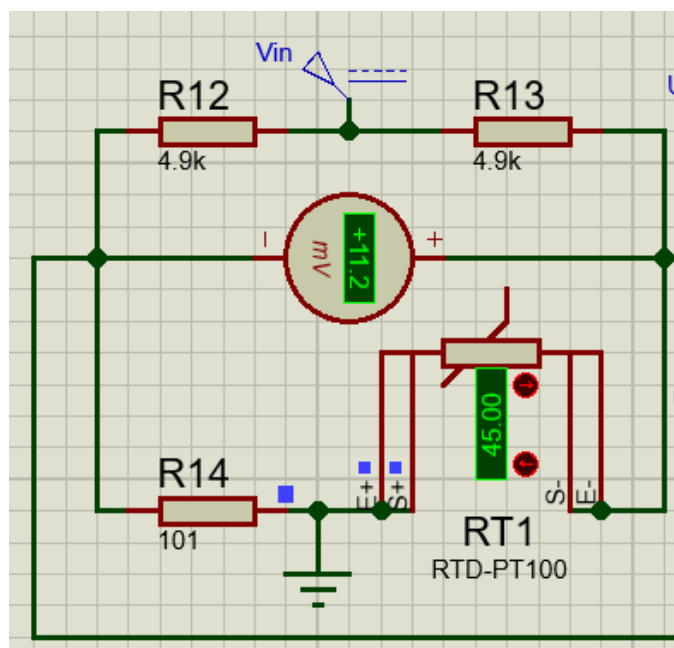 Vin
R12
R13
4.9k
4.9k
-
+11.2
mV
+
45.00
E+
S+
S-
E-
R14
101
RT1
RTD-PT100